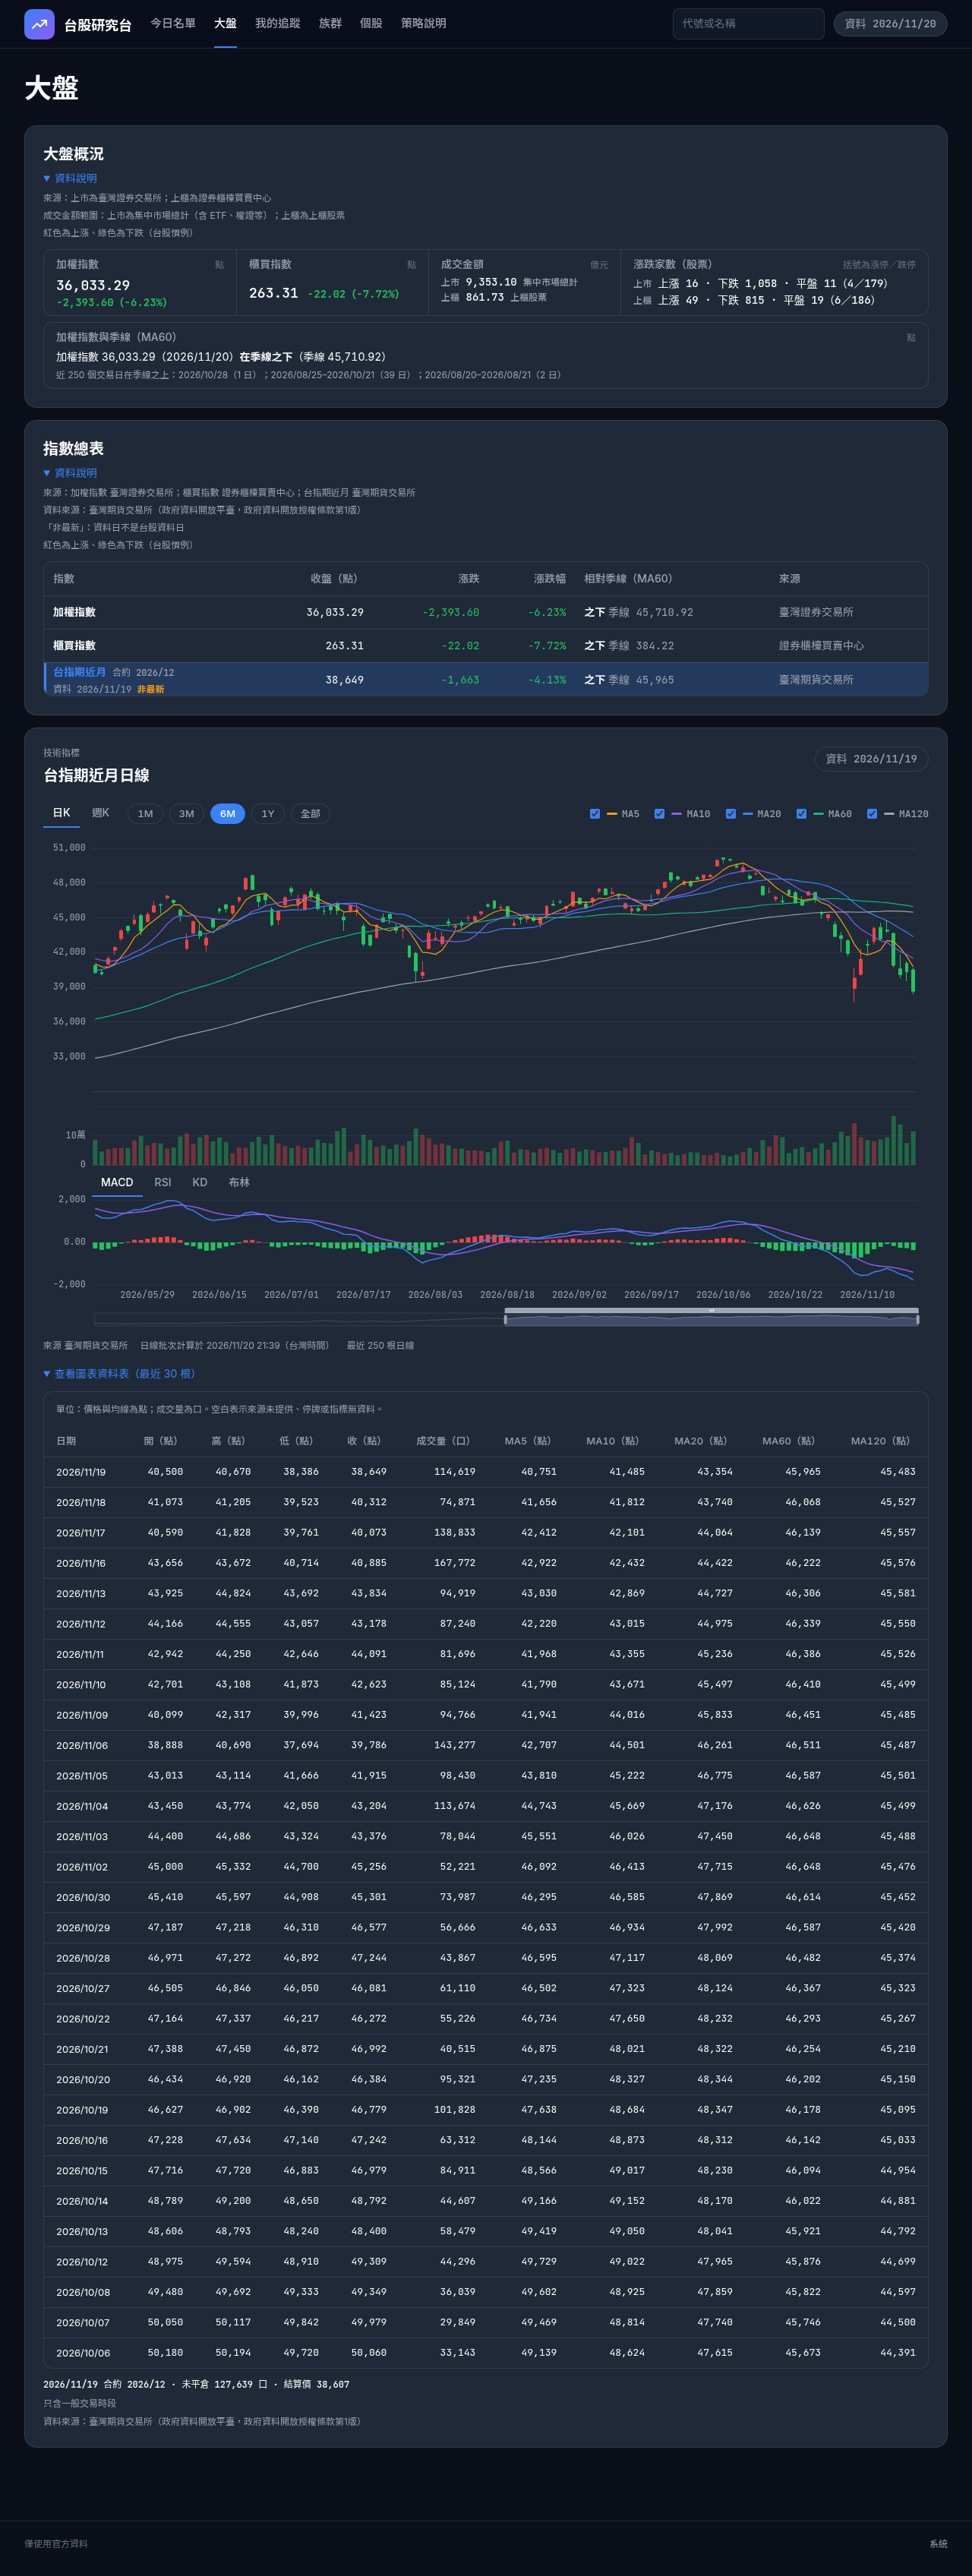 台股研究台 今日名單 大盤 我的追蹤 族群 個股 策略說明 代號或名稱 資料 2026/11/20
大盤
大盤概況
▼ 資料說明
來源：上市為臺灣證券交易所；上櫃為證券櫃檯買賣中心
成交金額範圍：上市為集中市場總計（含 ETF、權證等）；上櫃為上櫃股票
紅色為上漲、綠色為下跌（台股慣例）
加權指數 點
36,033.29
-2,393.60 (-6.23%)
櫃買指數 點
263.31 -22.02 (-7.72%)
成交金額 億元
上市 9,353.10 集中市場總計
上櫃 861.73 上櫃股票
漲跌家數（股票） 括號為漲停／跌停
上市 上漲 16 · 下跌 1,058 · 平盤 11（4／179）
上櫃 上漲 49 · 下跌 815 · 平盤 19（6／186）
加權指數與季線（MA60） 點
加權指數 36,033.29（2026/11/20）在季線之下（季線 45,710.92）
近 250 個交易日在季線之上：2026/10/28（1 日）；2026/08/25–2026/10/21（39 日）；2026/08/20–2026/08/21（2 日）
指數總表
▼ 資料說明
來源：加權指數 臺灣證券交易所；櫃買指數 證券櫃檯買賣中心；台指期近月 臺灣期貨交易所
資料來源：臺灣期貨交易所（政府資料開放平臺，政府資料開放授權條款第1版）
「非最新」：資料日不是台股資料日
紅色為上漲、綠色為下跌（台股慣例）
指數 收盤（點） 漲跌 漲跌幅 相對季線（MA60） 來源
加權指數 36,033.29 -2,393.60 -6.23% 之下 季線 45,710.92 臺灣證券交易所
櫃買指數 263.31 -22.02 -7.72% 之下 季線 384.22 證券櫃檯買賣中心
台指期近月 合約 2026/12
資料 2026/11/19 非最新
38,649 -1,663 -4.13% 之下 季線 45,965 臺灣期貨交易所
技術指標
台指期近月日線
資料 2026/11/19
日K 週K 1M 3M 6M 1Y 全部 MA5 MA10 MA20 MA60 MA120
51,000
48,000
45,000
42,000
39,000
36,000
33,000
10萬
0
MACD RSI KD 布林
2,000
0.00
-2,000
2026/05/29 2026/06/15 2026/07/01 2026/07/17 2026/08/03 2026/08/18 2026/09/02 2026/09/17 2026/10/06 2026/10/22 2026/11/10
來源 臺灣期貨交易所 日線批次計算於 2026/11/20 21:39（台灣時間） 最近 250 根日線
▼ 查看圖表資料表（最近 30 根）
單位：價格與均線為點；成交量為口。空白表示來源未提供、停牌或指標無資料。
日期 開（點） 高（點） 低（點） 收（點） 成交量（口） MA5（點） MA10（點） MA20（點） MA60（點） MA120（點）
2026/11/19 40,500 40,670 38,386 38,649 114,619 40,751 41,485 43,354 45,965 45,483
2026/11/18 41,073 41,205 39,523 40,312 74,871 41,656 41,812 43,740 46,068 45,527
2026/11/17 40,590 41,828 39,761 40,073 138,833 42,412 42,101 44,064 46,139 45,557
2026/11/16 43,656 43,672 40,714 40,885 167,772 42,922 42,432 44,422 46,222 45,576
2026/11/13 43,925 44,824 43,692 43,834 94,919 43,030 42,869 44,727 46,306 45,581
2026/11/12 44,166 44,555 43,057 43,178 87,240 42,220 43,015 44,975 46,339 45,550
2026/11/11 42,942 44,250 42,646 44,091 81,696 41,968 43,355 45,236 46,386 45,526
2026/11/10 42,701 43,108 41,873 42,623 85,124 41,790 43,671 45,497 46,410 45,499
2026/11/09 40,099 42,317 39,996 41,423 94,766 41,941 44,016 45,833 46,451 45,485
2026/11/06 38,888 40,690 37,694 39,786 143,277 42,707 44,501 46,261 46,511 45,487
2026/11/05 43,013 43,114 41,666 41,915 98,430 43,810 45,222 46,775 46,587 45,501
2026/11/04 43,450 43,774 42,050 43,204 113,674 44,743 45,669 47,176 46,626 45,499
2026/11/03 44,400 44,686 43,324 43,376 78,044 45,551 46,026 47,450 46,648 45,488
2026/11/02 45,000 45,332 44,700 45,256 52,221 46,092 46,413 47,715 46,648 45,476
2026/10/30 45,410 45,597 44,908 45,301 73,987 46,295 46,585 47,869 46,614 45,452
2026/10/29 47,187 47,218 46,310 46,577 56,666 46,633 46,934 47,992 46,587 45,420
2026/10/28 46,971 47,272 46,892 47,244 43,867 46,595 47,117 48,069 46,482 45,374
2026/10/27 46,505 46,846 46,050 46,081 61,110 46,502 47,323 48,124 46,367 45,323
2026/10/22 47,164 47,337 46,217 46,272 55,226 46,734 47,650 48,232 46,293 45,267
2026/10/21 47,388 47,450 46,872 46,992 40,515 46,875 48,021 48,322 46,254 45,210
2026/10/20 46,434 46,920 46,162 46,384 95,321 47,235 48,327 48,344 46,202 45,150
2026/10/19 46,627 46,902 46,390 46,779 101,828 47,638 48,684 48,347 46,178 45,095
2026/10/16 47,228 47,634 47,140 47,242 63,312 48,144 48,873 48,312 46,142 45,033
2026/10/15 47,716 47,720 46,883 46,979 84,911 48,566 49,017 48,230 46,094 44,954
2026/10/14 48,789 49,200 48,650 48,792 44,607 49,166 49,152 48,170 46,022 44,881
2026/10/13 48,606 48,793 48,240 48,400 58,479 49,419 49,050 48,041 45,921 44,792
2026/10/12 48,975 49,594 48,910 49,309 44,296 49,729 49,022 47,965 45,876 44,699
2026/10/08 49,480 49,692 49,333 49,349 36,039 49,602 48,925 47,859 45,822 44,597
2026/10/07 50,050 50,117 49,842 49,979 29,849 49,469 48,814 47,740 45,746 44,500
2026/10/06 50,180 50,194 49,720 50,060 33,143 49,139 48,624 47,615 45,673 44,391
2026/11/19 合約 2026/12 · 未平倉 127,639 口 · 結算價 38,607
只含一般交易時段
資料來源：臺灣期貨交易所（政府資料開放平臺，政府資料開放授權條款第1版）
僅使用官方資料 系統